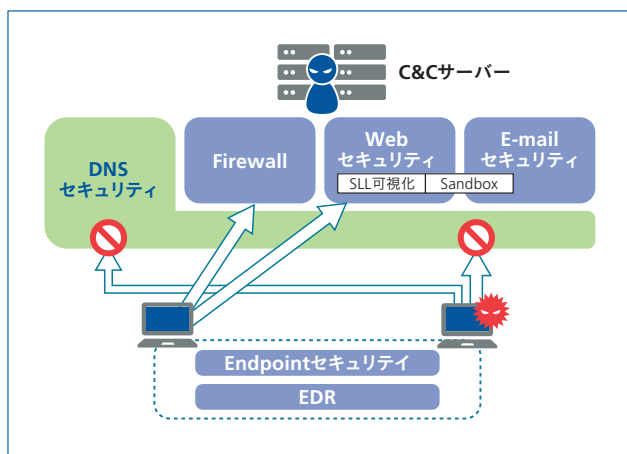 C&Cサーバー
DNS
セキュリティ
Firewall
Web
セキュリティ
SLL可視化
Sandbox
E-mail
セキュリティ
Endpointセキュリテイ
EDR